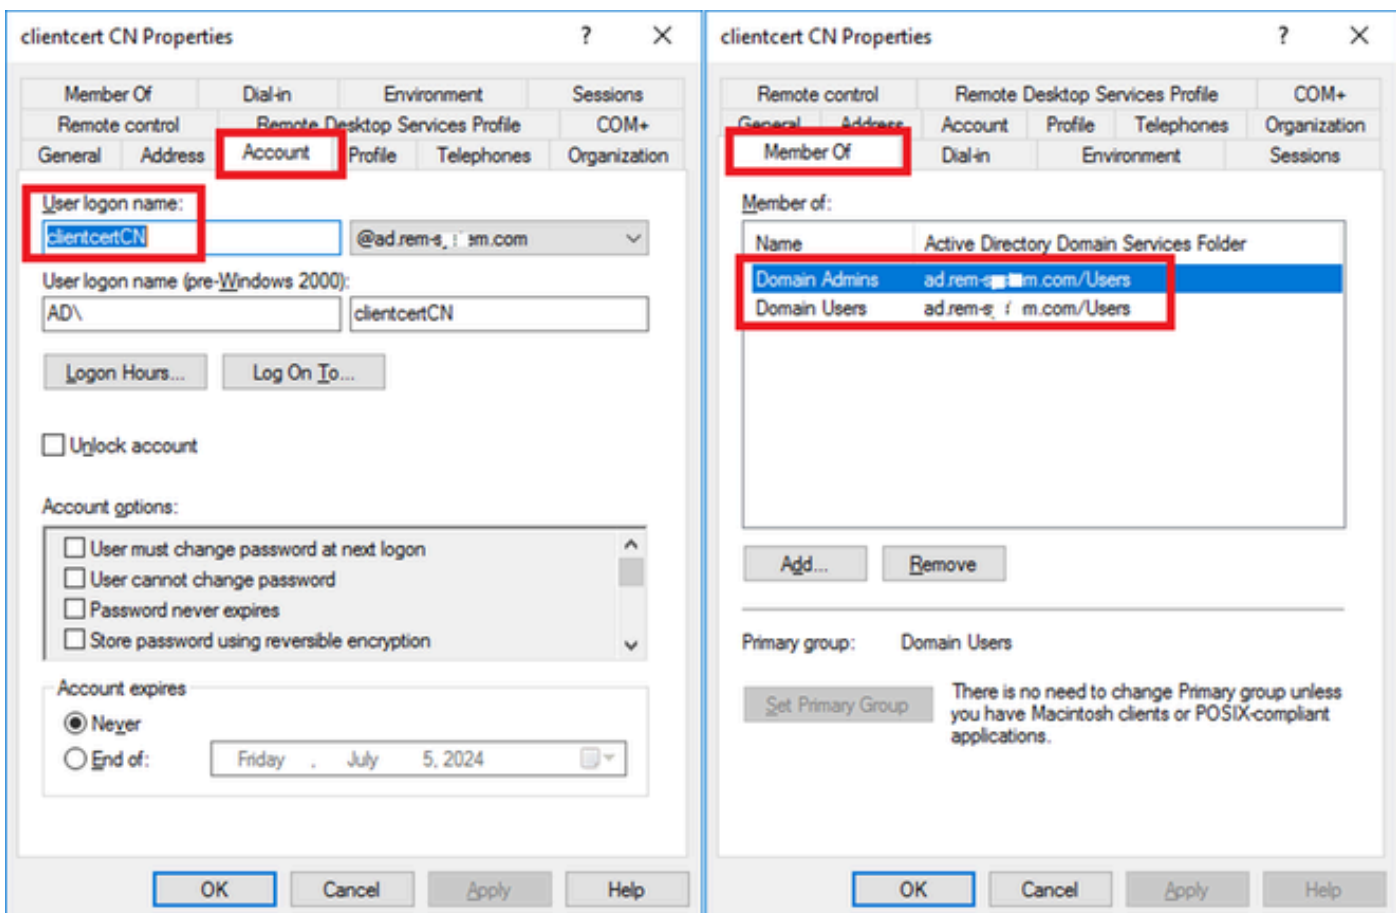 clientcert CN Properties ? X
Member Of Dial-in Environment Sessions
Remote control Remote Desktop Services Profile COM+
General Address Account Profile Telephones Organization
User logon name:
clientcertCN
User logon name (pre-Windows 2000):
AD\ clientcertCN
Logon Hours... Log On To...
Unlock account
Account options:
User must change password at next logon
User cannot change password
Password never expires
Store password using reversible encryption
Account expires
Never
End of: Friday , July 5, 2024
OK Cancel Apply Help
clientcert CN Properties ? X
Remote control Remote Desktop Services Profile COM+
General Address Account Profile Telephones Organization
Member Of Dial-in Environment Sessions
Member of:
Name Active Directory Domain Services Folder
Domain Admins
Domain Users
Add... Remove
Primary group: Domain Users
Set Primary Group
There is no need to change Primary group unless
you have Macintosh clients or POSIX-compliant
applications.
OK Cancel Apply Help